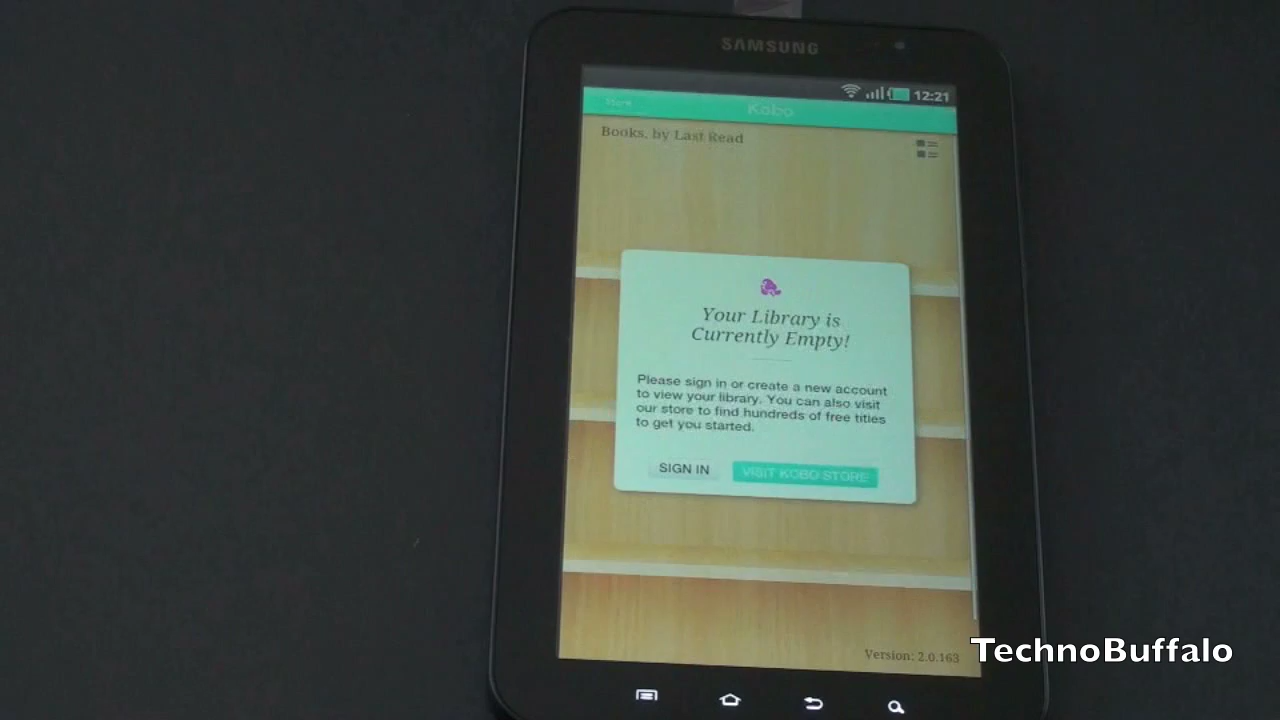 SAMSUNG
12:21
Store
Kobo
Books, by Last Read
Your Library is
Currently Empty!
Please sign in or create a new account
to view your library. You can also visit
our store to find hundreds of free titles
to get you started.
SIGN IN
VISIT KOBO STORE
Version: 2.0.163
TechnoBuffalo